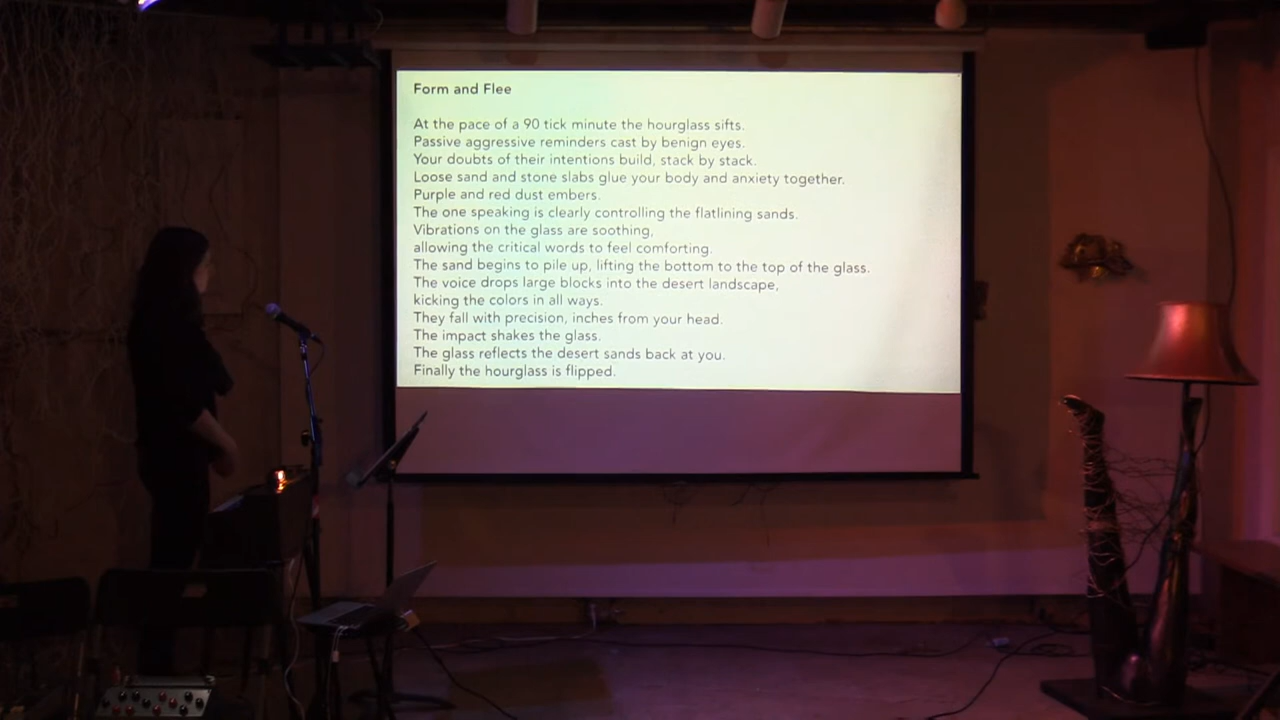 Form and Flee
At the pace of a 90 tick minute the hourglass sifts.
Passive aggressive reminders cast by benign eyes.
Your doubts of their intentions build, stack by stack.
Loose sand and stone slabs glue your body and anxiety together.
Purple and red dust embers.
The one speaking is clearly controlling the flatlining sands.
Vibrations on the glass are soothing,
allowing the critical words to feel comforting.
The sand begins to pile up, lifting the bottom to the top of the glass.
The voice drops large blocks into the desert landscape,
kicking the colors in all ways.
They fall with precision, inches from your head.
The impact shakes the glass.
The glass reflects the desert sands back at you.
Finally the hourglass is flipped.